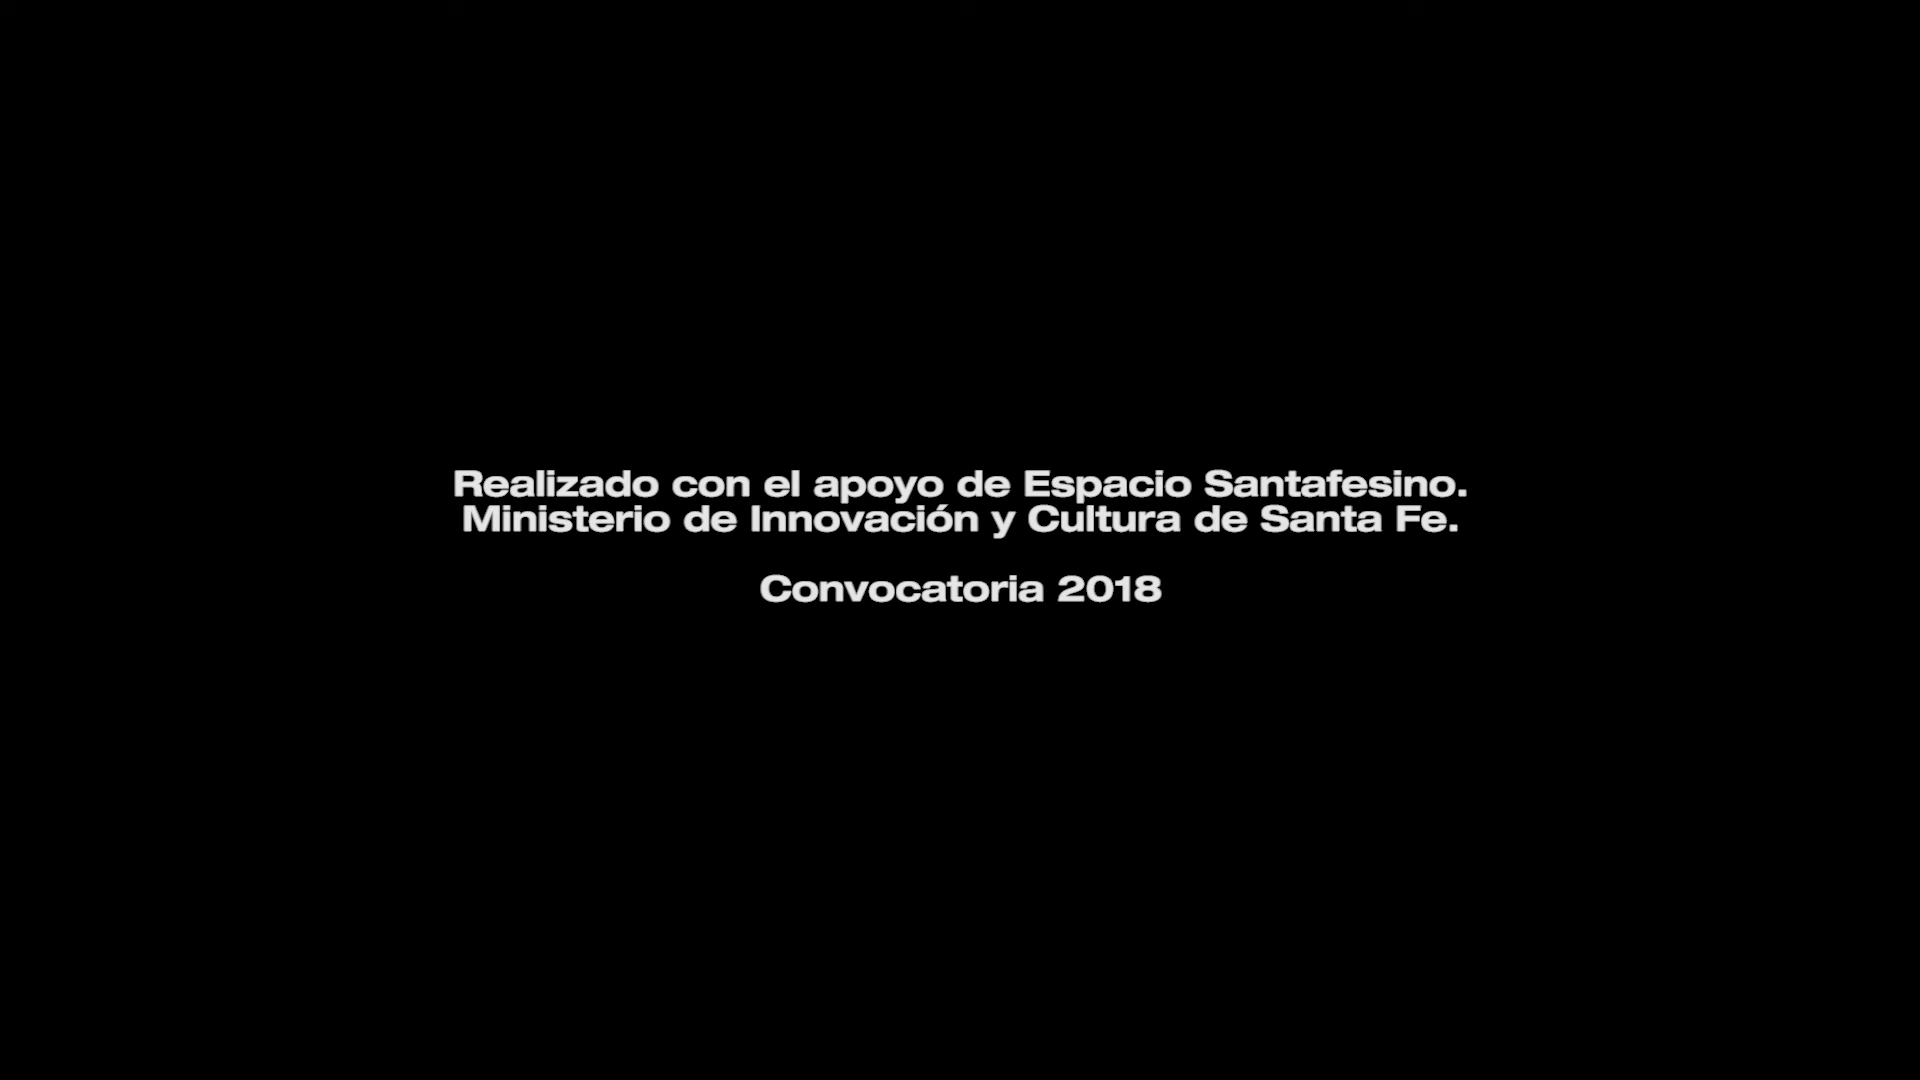 Realizado con el apoyo de Espacio Santafesino.
Ministerio de Innovación y Cultura de Santa Fe.
Convocatoria 2018